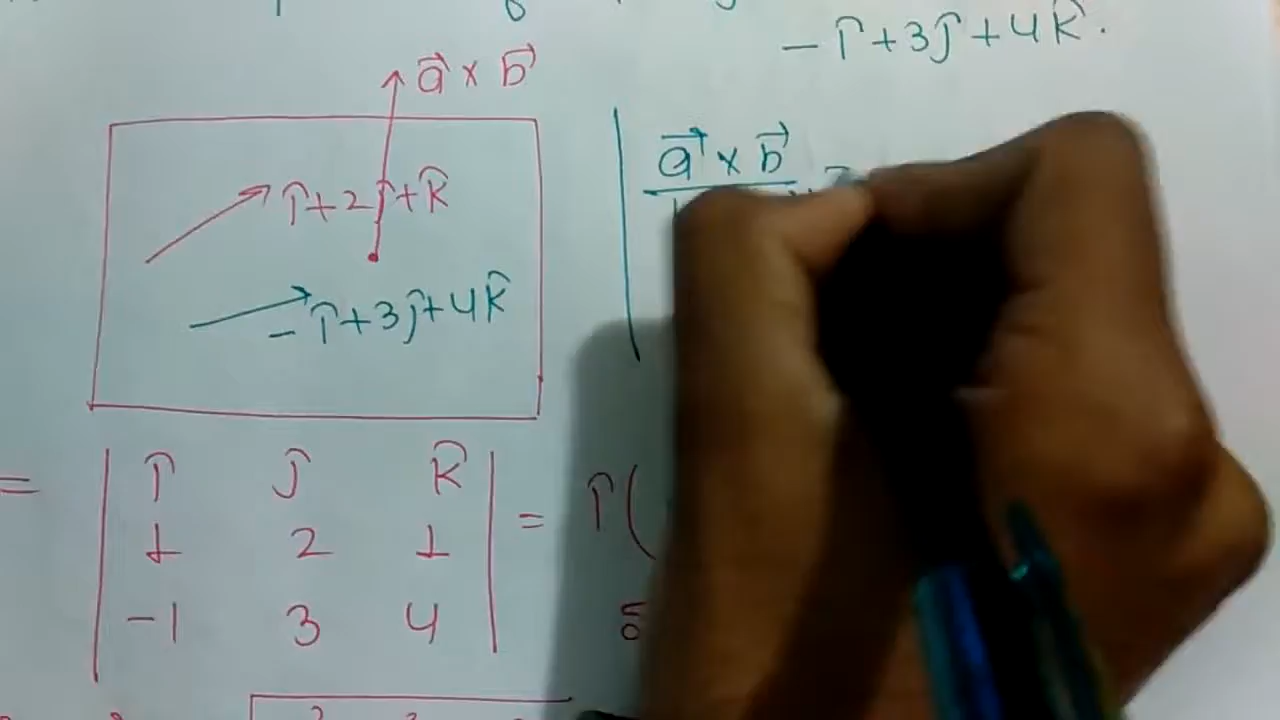 -î+3ĵ+4k̂.
a⃗ × b⃗
î+2ĵ+k̂
-î+3ĵ+4k̂
a⃗ × b⃗
= | î ĵ k̂ | = î(
1 2 1
-1 3 4